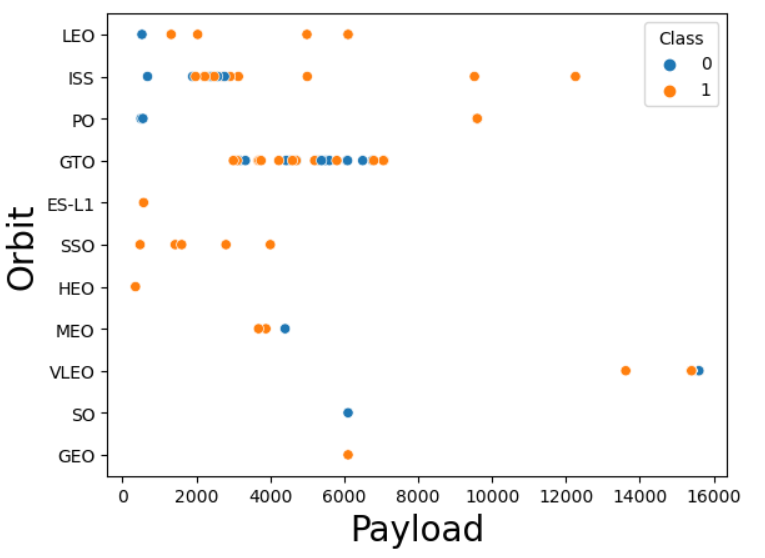 Class
0
1
LEO
ISS
PO
GTO
ES-L1
SSO
HEO
MEO
VLEO
SO
GEO
Orbit
0 2000 4000 6000 8000 10000 12000 14000 16000
Payload